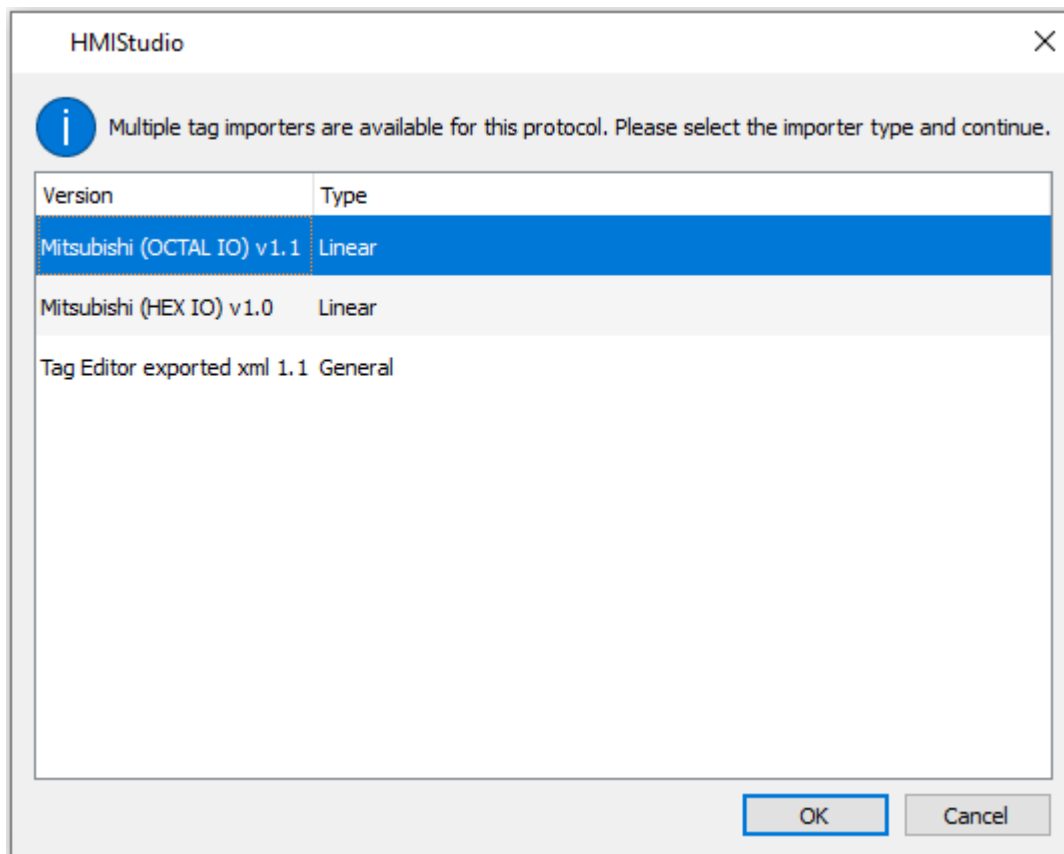 HMIStudio
Multiple tag importers are available for this protocol. Please select the importer type and continue.
Version Type
Mitsubishi (OCTAL IO) v1.1 Linear
Mitsubishi (HEX IO) v1.0 Linear
Tag Editor exported xml 1.1 General
OK Cancel